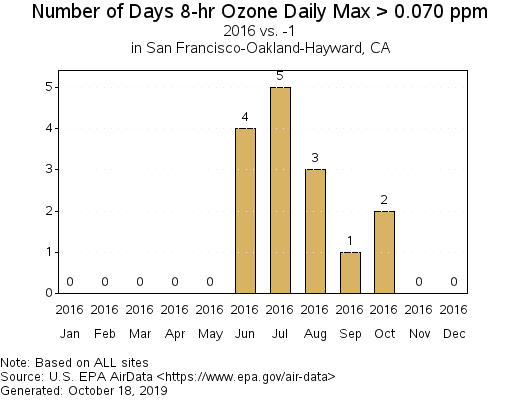 Number of Days 8-hr Ozone Daily Max > 0.070 ppm
2016 vs. -1
in San Francisco-Oakland-Hayward, CA
5
4
3
2
1
0
0 0 0 0 0 4 5 3 1 2 0 0
2016 2016 2016 2016 2016 2016 2016 2016 2016 2016 2016 2016
Jan Feb Mar Apr May Jun Jul Aug Sep Oct Nov Dec
Note: Based on ALL sites
Source: U.S. EPA AirData <https://www.epa.gov/air-data>
Generated: October 18, 2019